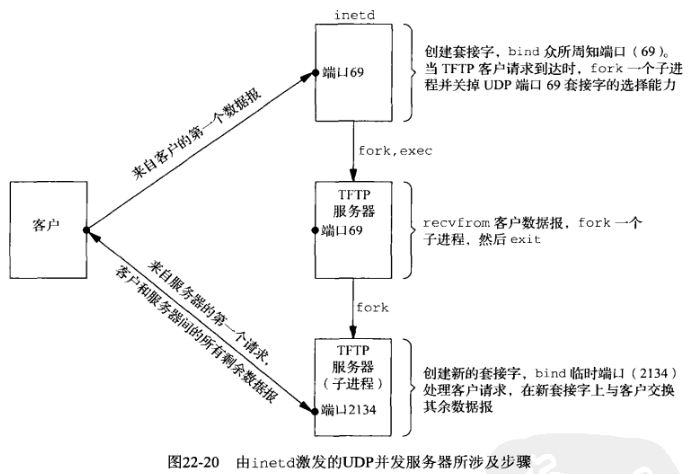 inetd
端口69
创建套接字，bind 众所周知端口（69）。
当 TFTP 客户请求到达时，fork 一个子进
程并关掉 UDP 端口 69 套接字的选择能力
来自客户的第一个数据报
fork,exec
客户
TFTP
服务器
端口69
recvfrom 客户数据报，fork 一个
子进程，然后 exit
来自服务器的第一个请求，
客户和服务器间的所有剩余数据报
fork
TFTP
服务器
（子进程）
端口2134
创建新的套接字，bind 临时端口（2134）
处理客户请求，在新套接字上与客户交换
其余数据报
图22-20 由inetd激发的UDP并发服务器所涉及步骤